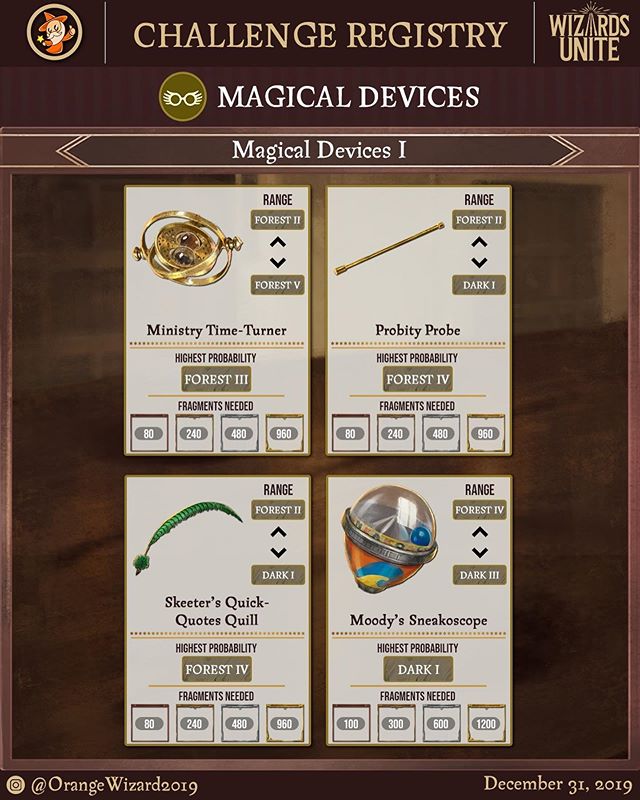 CHALLENGE REGISTRY
WIZARDS
UNITE
MAGICAL DEVICES
Magical Devices I
RANGE
FOREST II
FOREST V
Ministry Time-Turner
HIGHEST PROBABILITY
FOREST III
FRAGMENTS NEEDED
80 240 480 960
RANGE
FOREST II
DARK I
Probity Probe
HIGHEST PROBABILITY
FOREST IV
FRAGMENTS NEEDED
80 240 480 960
RANGE
FOREST II
DARK I
Skeeter's Quick-
Quotes Quill
HIGHEST PROBABILITY
FOREST IV
FRAGMENTS NEEDED
80 240 480 960
RANGE
FOREST IV
DARK III
Moody's Sneakoscope
HIGHEST PROBABILITY
DARK I
FRAGMENTS NEEDED
100 300 600 1200
@OrangeWizard2019
December 31, 2019